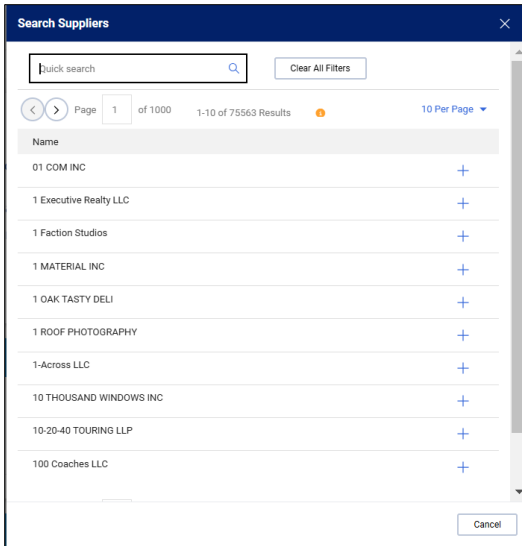 Search Suppliers
Quick search
Clear All Filters
Page 1 of 1000 1-10 of 75563 Results 10 Per Page
Name
01 COM INC
1 Executive Realty LLC
1 Faction Studios
1 MATERIAL INC
1 OAK TASTY DELI
1 ROOF PHOTOGRAPHY
1-Across LLC
10 THOUSAND WINDOWS INC
10-20-40 TOURING LLP
100 Coaches LLC
Cancel